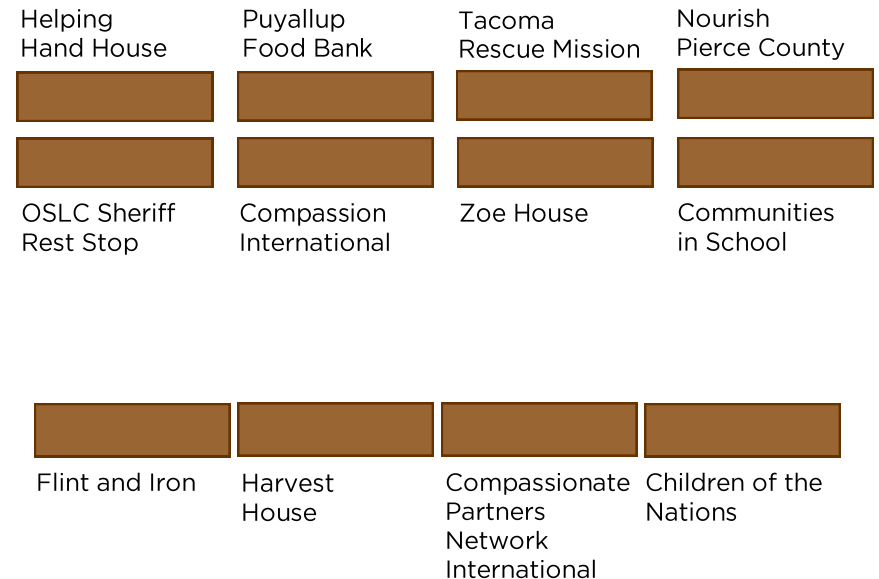 Helping
Hand House
Puyallup
Food Bank
Tacoma
Rescue Mission
Nourish
Pierce County
OSLC Sheriff
Rest Stop
Compassion
International
Zoe House
Communities
in School
Flint and Iron
Harvest
House
Compassionate
Partners
Network
International
Children of the
Nations